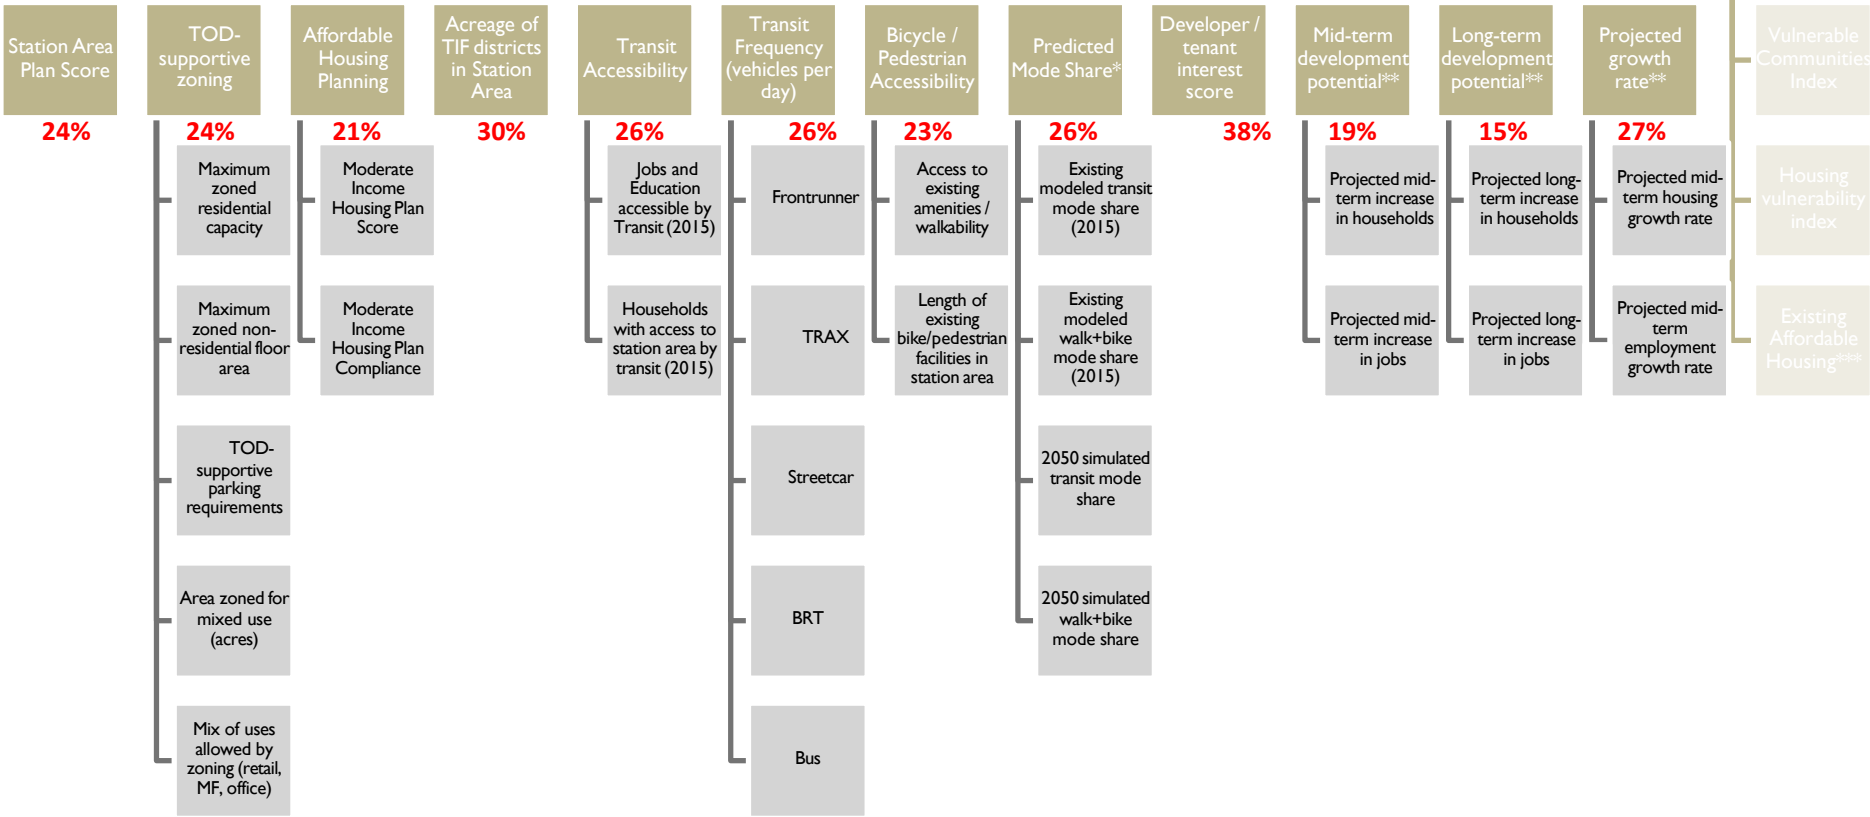 Station Area
Plan Score
24%
TOD-
supportive
zoning
24%
Maximum
zoned
residential
capacity
Maximum
zoned non-
residential floor
area
TOD-
supportive
parking
requirements
Area zoned for
mixed use
(acres)
Mix of uses
allowed by
zoning (retail,
MF, office)
Affordable
Housing
Planning
21%
Moderate
Income
Housing Plan
Score
Moderate
Income
Housing Plan
Compliance
Acreage of
TIF districts
in Station
Area
30%
Transit
Accessibility
26%
Jobs and
Education
accessible by
Transit (2015)
Households
with access to
station area by
transit (2015)
Transit
Frequency
(vehicles per
day)
26%
Frontrunner
TRAX
Streetcar
BRT
Bus
Bicycle /
Pedestrian
Accessibility
23%
Access to
existing
amenities /
walkability
Length of
existing
bike/pedestrian
facilities in
station area
Predicted
Mode Share*
26%
Existing
modeled transit
mode share
(2015)
Existing
modeled
walk+bike
mode share
(2015)
2050 simulated
transit mode
share
2050 simulated
walk+bike
mode share
Developer /
tenant
interest
score
38%
Mid-term
development
potential**
19%
Projected mid-
term increase
in households
Projected mid-
term increase
in jobs
Long-term
development
potential**
15%
Projected long-
term increase
in households
Projected long-
term increase
in jobs
Projected
growth
rate**
27%
Projected mid-
term housing
growth rate
Projected mid-
term
employment
growth rate
Vulnerable
Communities
Index
Housing
vulnerability
index
Existing
Affordable
Housing***